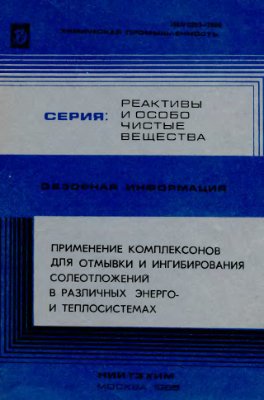 ХИМИЧЕСКАЯ ПРОМЫШЛЕННОСТЬ
СЕРИЯ:
РЕАКТИВЫ
И ОСОБО
ЧИСТЫЕ
ВЕЩЕСТВА
ОБЗОРНАЯ ИНФОРМАЦИЯ
ПРИМЕНЕНИЕ КОМПЛЕКСОНОВ
ДЛЯ ОТМЫВКИ И ИНГИБИРОВАНИЯ
СОЛЕОТЛОЖЕНИЙ
В РАЗЛИЧНЫХ ЭНЕРГО-
И ТЕПЛОСИСТЕМАХ
НИИТЭХИМ
МОСКВА